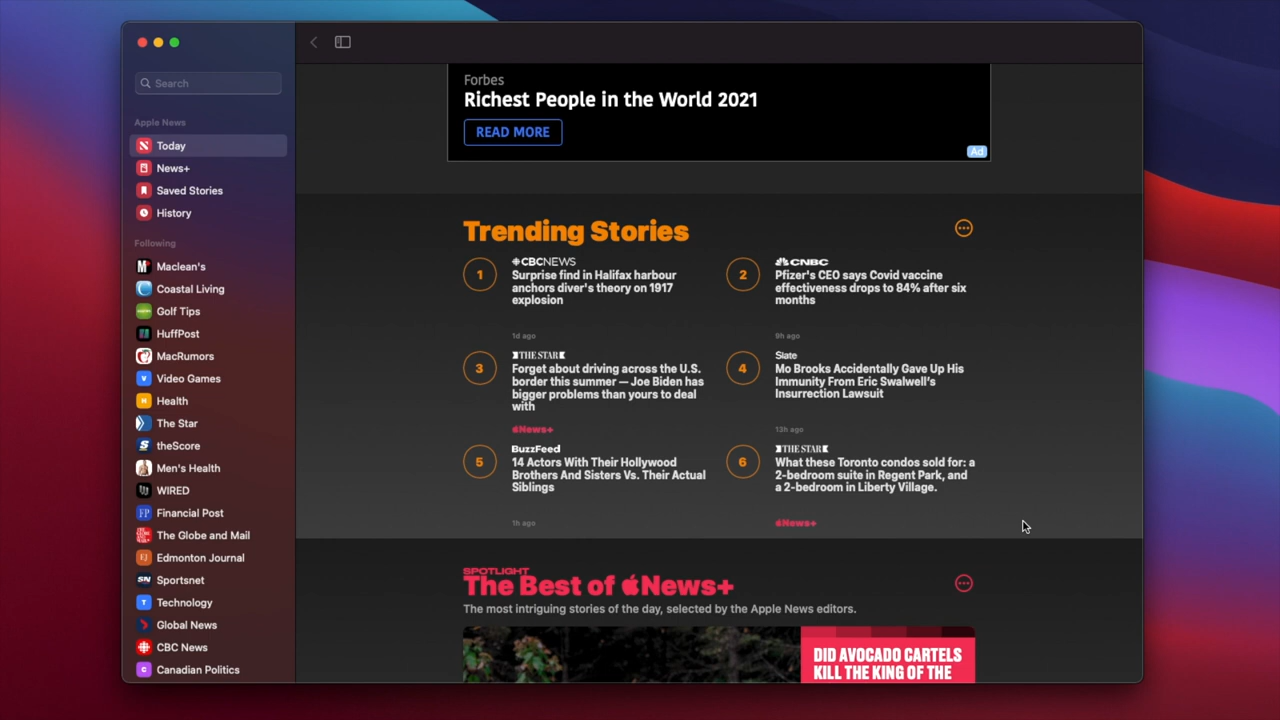 Search
Apple News
Today
News+
Saved Stories
History
Following
Maclean's
Coastal Living
Golf Tips
HuffPost
MacRumors
Video Games
Health
The Star
theScore
Men's Health
WIRED
Financial Post
The Globe and Mail
Edmonton Journal
Sportsnet
Technology
Global News
CBC News
Canadian Politics
Forbes
Richest People in the World 2021
READ MORE
Ad
Trending Stories
1
CBCNEWS
Surprise find in Halifax harbour
anchors diver's theory on 1917
explosion
1d ago
2
CNBC
Pfizer's CEO says Covid vaccine
effectiveness drops to 84% after six
months
9h ago
3
THE STAR
Forget about driving across the U.S.
border this summer — Joe Biden has
bigger problems than yours to deal
with
News+
4
Slate
Mo Brooks Accidentally Gave Up His
Immunity From Eric Swalwell's
Insurrection Lawsuit
13h ago
5
BuzzFeed
14 Actors With Their Hollywood
Brothers And Sisters Vs. Their Actual
Siblings
1h ago
6
THE STAR
What these Toronto condos sold for: a
2-bedroom suite in Regent Park, and
a 2-bedroom in Liberty Village.
News+
SPOTLIGHT
The Best of News+
The most intriguing stories of the day, selected by the Apple News editors.
DID AVOCADO CARTELS
KILL THE KING OF THE